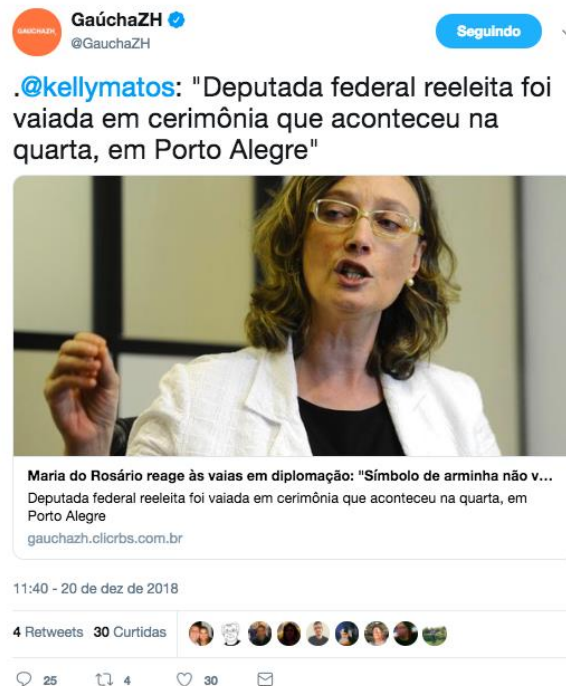 GaúchaZH
@GauchaZH
Seguindo
.@kellymatos: "Deputada federal reeleita foi
vaiada em cerimônia que aconteceu na
quarta, em Porto Alegre"
Maria do Rosário reage às vaias em diplomação: "Símbolo de arminha não v...
Deputada federal reeleita foi vaiada em cerimônia que aconteceu na quarta, em
Porto Alegre
gauchazh.clicrbs.com.br
11:40 - 20 de dez de 2018
4 Retweets 30 Curtidas
25 4 30